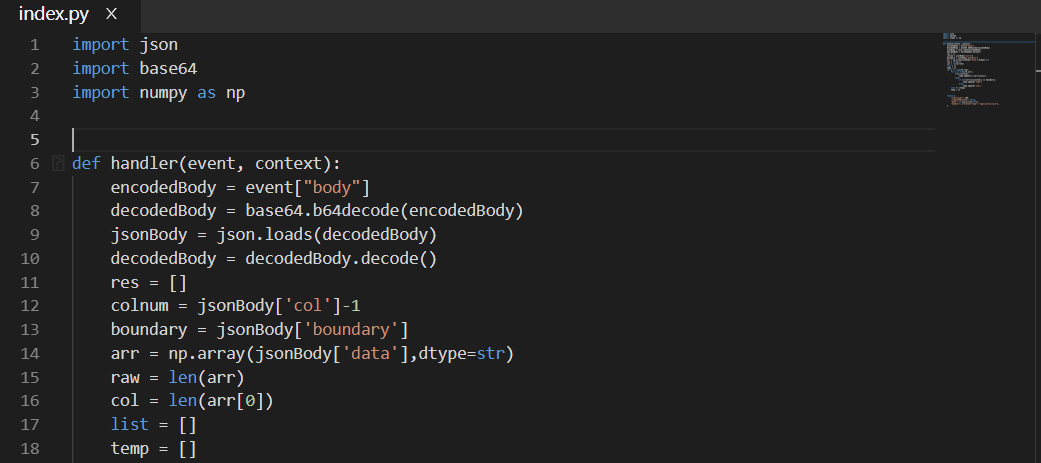 index.py X
1 import json
2 import base64
3 import numpy as np
4
5
6 def handler(event, context):
7     encodedBody = event["body"]
8     decodedBody = base64.b64decode(encodedBody)
9     jsonBody = json.loads(decodedBody)
10     decodedBody = decodedBody.decode()
11     res = []
12     colnum = jsonBody['col']-1
13     boundary = jsonBody['boundary']
14     arr = np.array(jsonBody['data'],dtype=str)
15     raw = len(arr)
16     col = len(arr[0])
17     list = []
18     temp = []